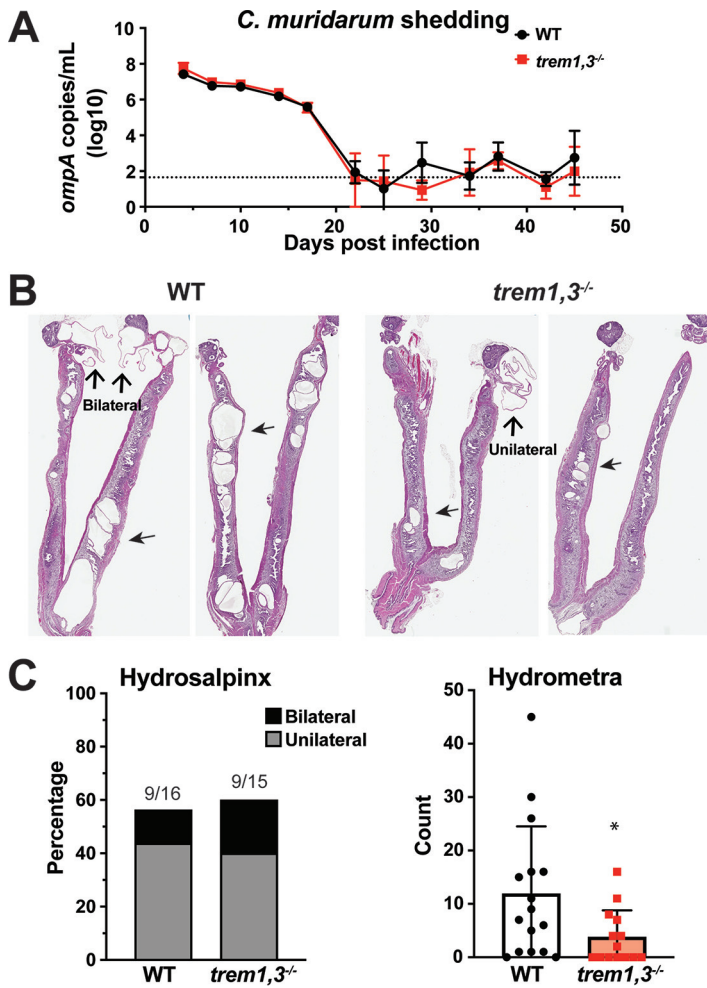 A
C. muridarum shedding
WT
trem1,3-/-
ompA copies/mL
(log10)
10
8
6
4
2
0
0 10 20 30 40 50
Days post infection
B
WT trem1,3-/-
Bilateral
Unilateral
C
Hydrosalpinx
Bilateral
Unilateral
Percentage
100
80
60
40
20
0
9/16 9/15
WT trem1,3-/-
Hydrometra
Count
50
40
30
20
10
0
*
WT trem1,3-/-